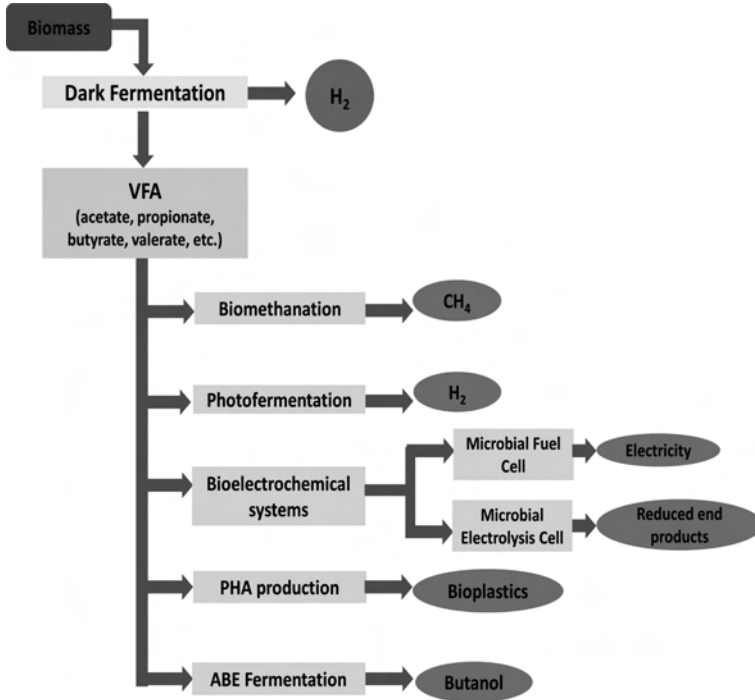 Biomass
Dark Fermentation
H₂
VFA
(acetate, propionate,
butyrate, valerate, etc.)
Biomethanation
CH₄
Photofermentation
H₂
Bioelectrochemical
systems
Microbial Fuel
Cell
Electricity
Microbial
Electrolysis Cell
Reduced end
products
PHA production
Bioplastics
ABE Fermentation
Butanol